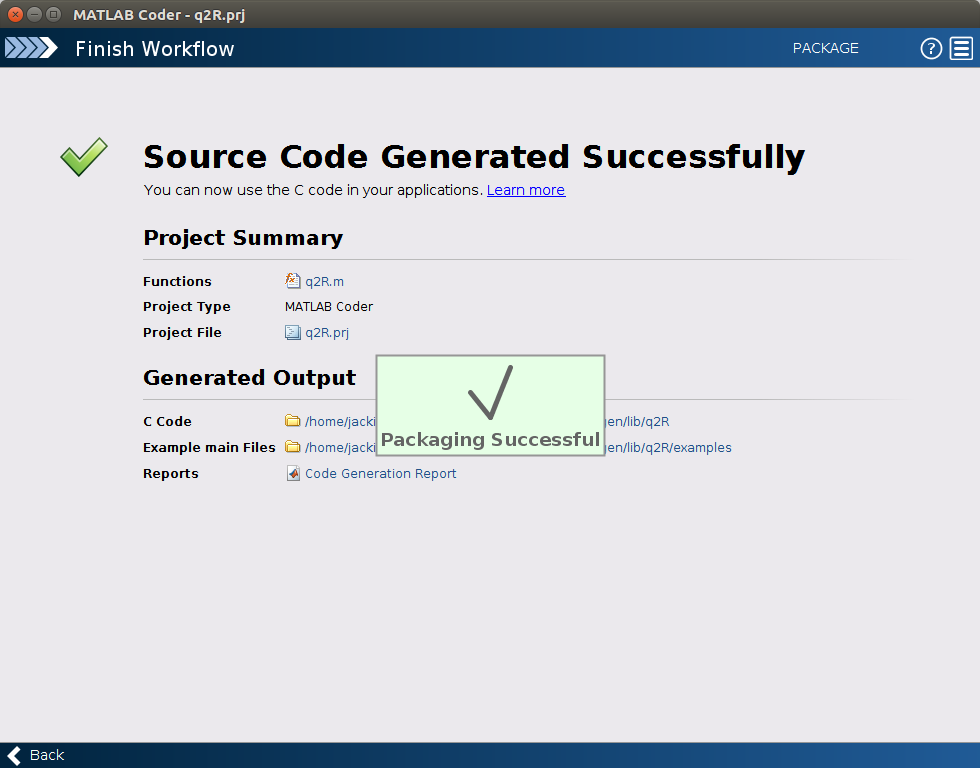 MATLAB Coder - q2R.prj
Finish Workflow
PACKAGE
?
Source Code Generated Successfully
You can now use the C code in your applications. Learn more
Project Summary
Functions q2R.m
Project Type MATLAB Coder
Project File q2R.prj
Generated Output
Packaging Successful
C Code /home/jacki gen/lib/q2R
Example main Files /home/jacki gen/lib/q2R/examples
Reports Code Generation Report
Back